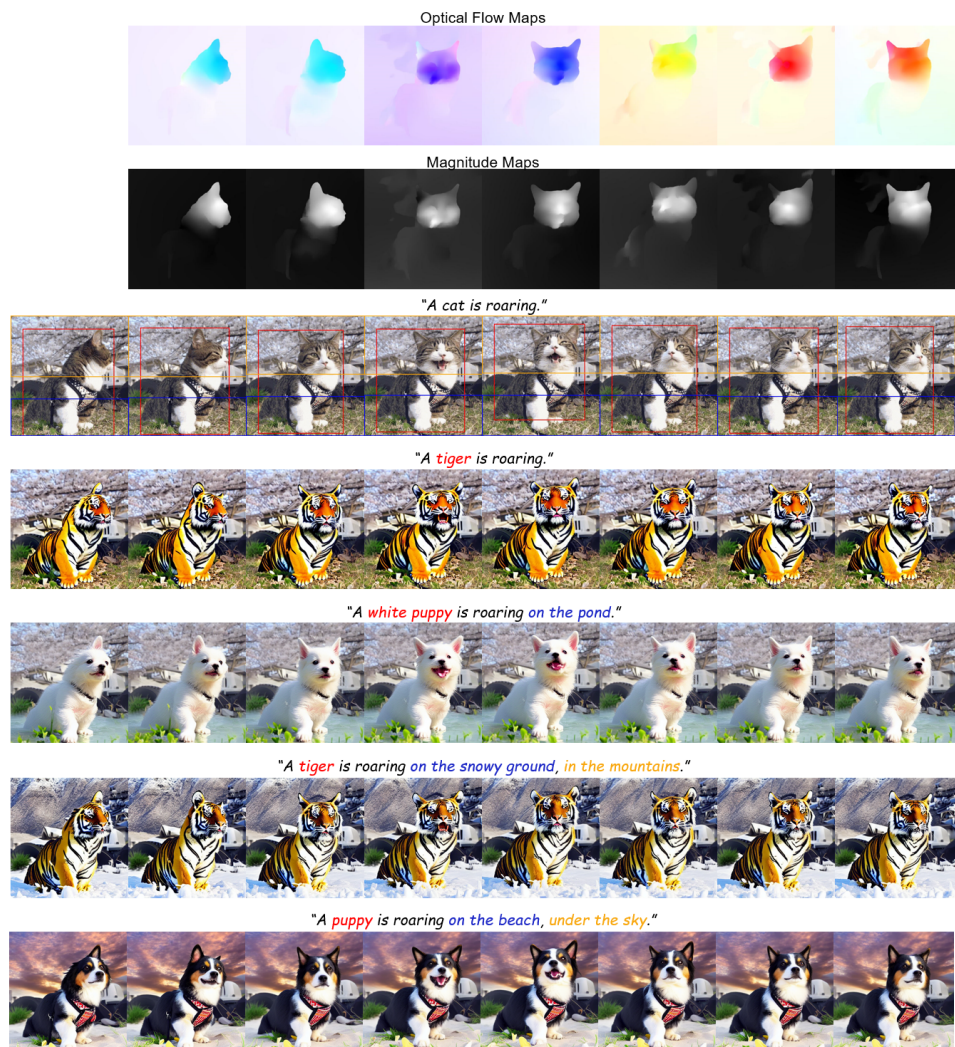 Optical Flow Maps
Magnitude Maps
"A cat is roaring."
"A tiger is roaring."
"A white puppy is roaring on the pond."
"A tiger is roaring on the snowy ground, in the mountains."
"A puppy is roaring on the beach, under the sky."